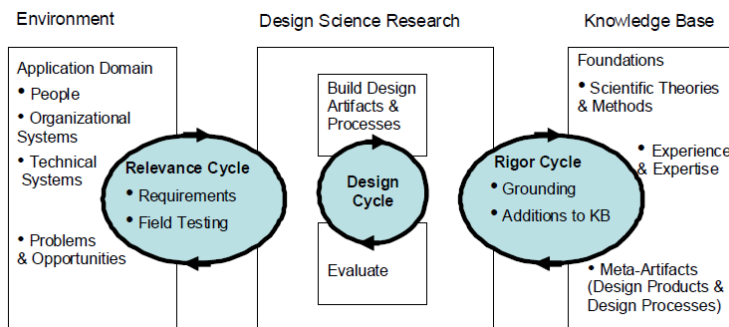 Environment
Design Science Research
Knowledge Base
Application Domain
• People
• Organizational
Systems
• Technical
Systems
• Problems
& Opportunities
Relevance Cycle
• Requirements
• Field Testing
Build Design
Artifacts &
Processes
Design
Cycle
Evaluate
Rigor Cycle
• Grounding
• Additions to KB
Foundations
• Scientific Theories
& Methods
• Experience
& Expertise
• Meta-Artifacts
(Design Products &
Design Processes)